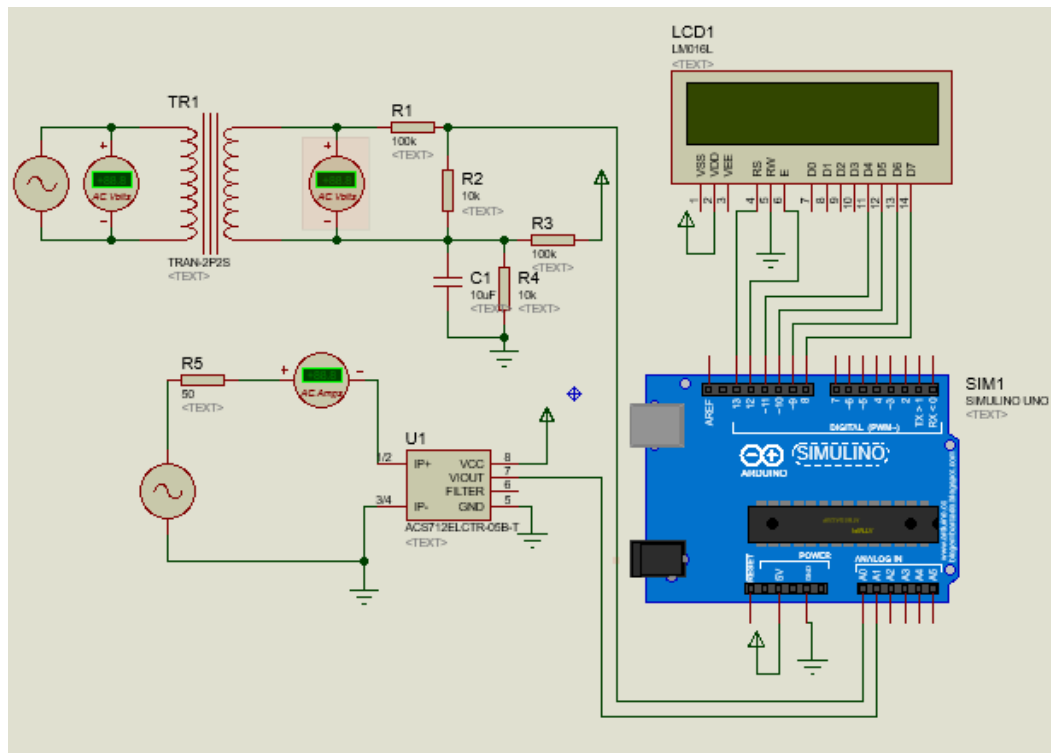 LCD1
LM016L
<TEXT>
VSS
VDD
VEE
RS
RW
E
D0
D1
D2
D3
D4
D5
D6
D7
1
2
3
4
5
6
7
8
9
10
11
12
13
14
TR1
TRAN-2P2S
<TEXT>
+
AC Volts
-
+
AC Volts
-
R1
100k
<TEXT>
R2
10k
<TEXT>
R3
100k
<TEXT>
C1
10uF
<TEXT>
R4
10k
<TEXT>
R5
50
<TEXT>
+
AC Amps
-
U1
1/2
IP+
3/4
IP-
VCC
8
VIOUT
7
FILTER
6
GND
5
ACS712ELCTR-05B-T
<TEXT>
SIM1
SIMULINO UNO
<TEXT>
AREF
13
12
~11
~10
~9
8
7
~6
~5
4
~3
2
TX > 1
RX < 0
DIGITAL (PWM~)
ARDUINO
SIMULINO
RESET
5V
GND
POWER
ANALOG IN
A0
A1
A2
A3
A4
A5